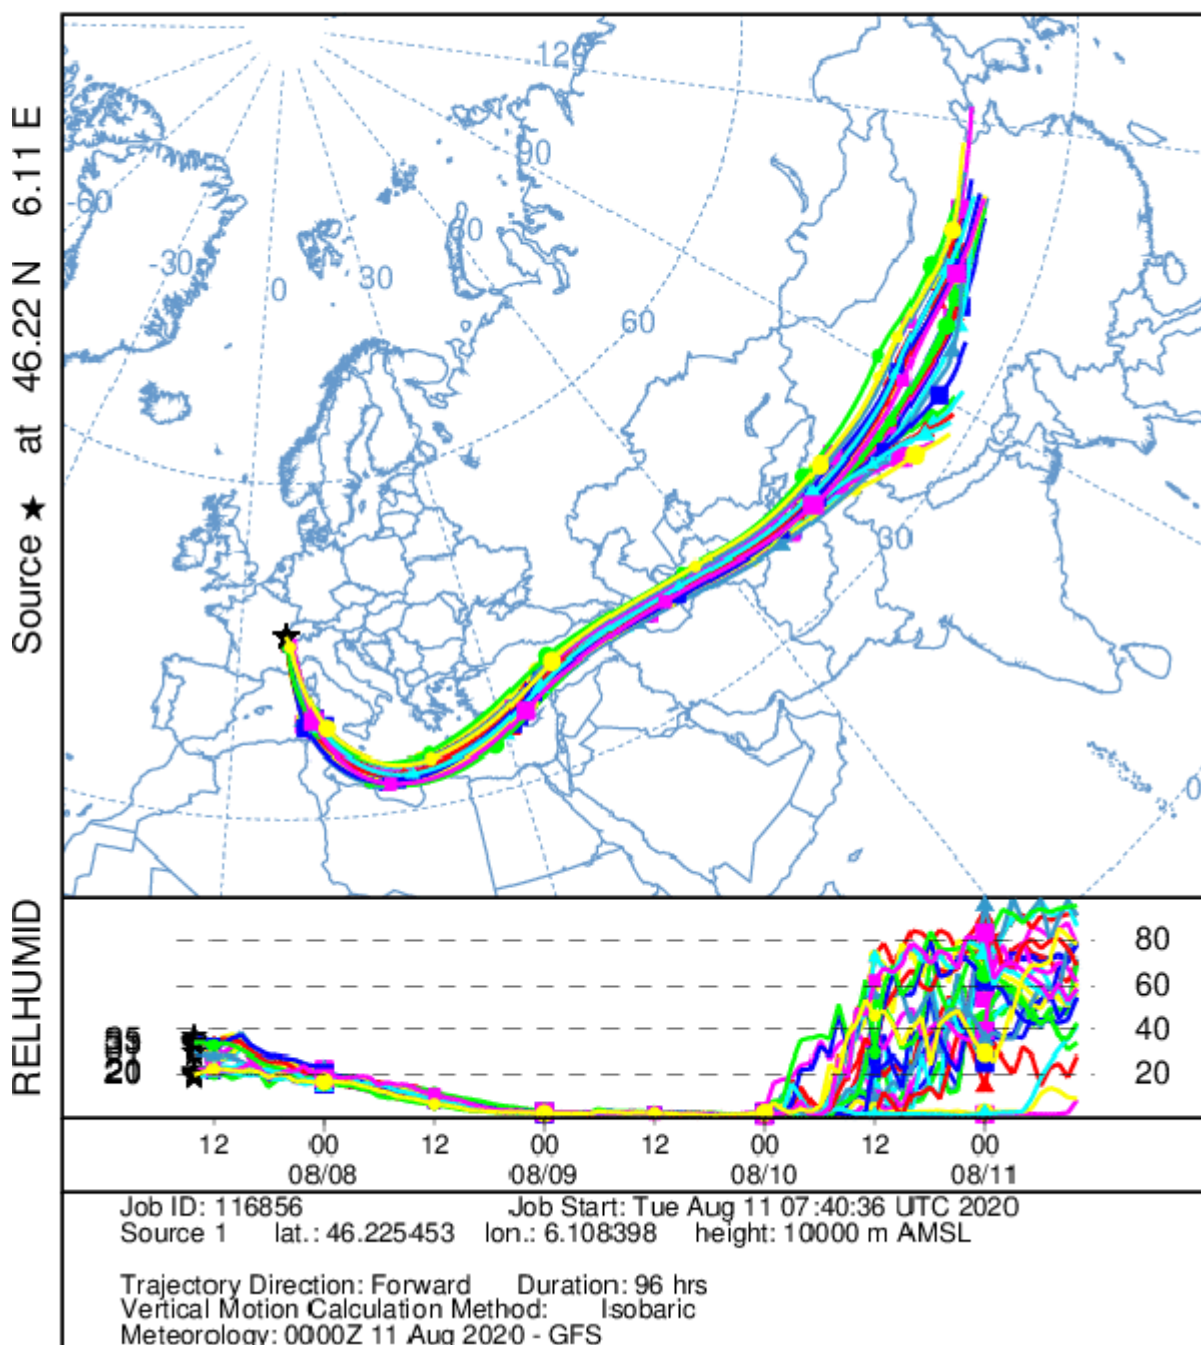 Source ★ at 46.22 N 6.11 E
120
90
60
-60
-30
0
30
60
30
0
RELHUMID
80
60
40
20
35
20
12 00 12 00 12 00 12 00
08/08 08/09 08/10 08/11
Job ID: 116856 Job Start: Tue Aug 11 07:40:36 UTC 2020
Source 1 lat.: 46.225453 lon.: 6.108398 height: 10000 m AMSL
Trajectory Direction: Forward Duration: 96 hrs
Vertical Motion Calculation Method: Isobaric
Meteorology: 0000Z 11 Aug 2020 - GFS